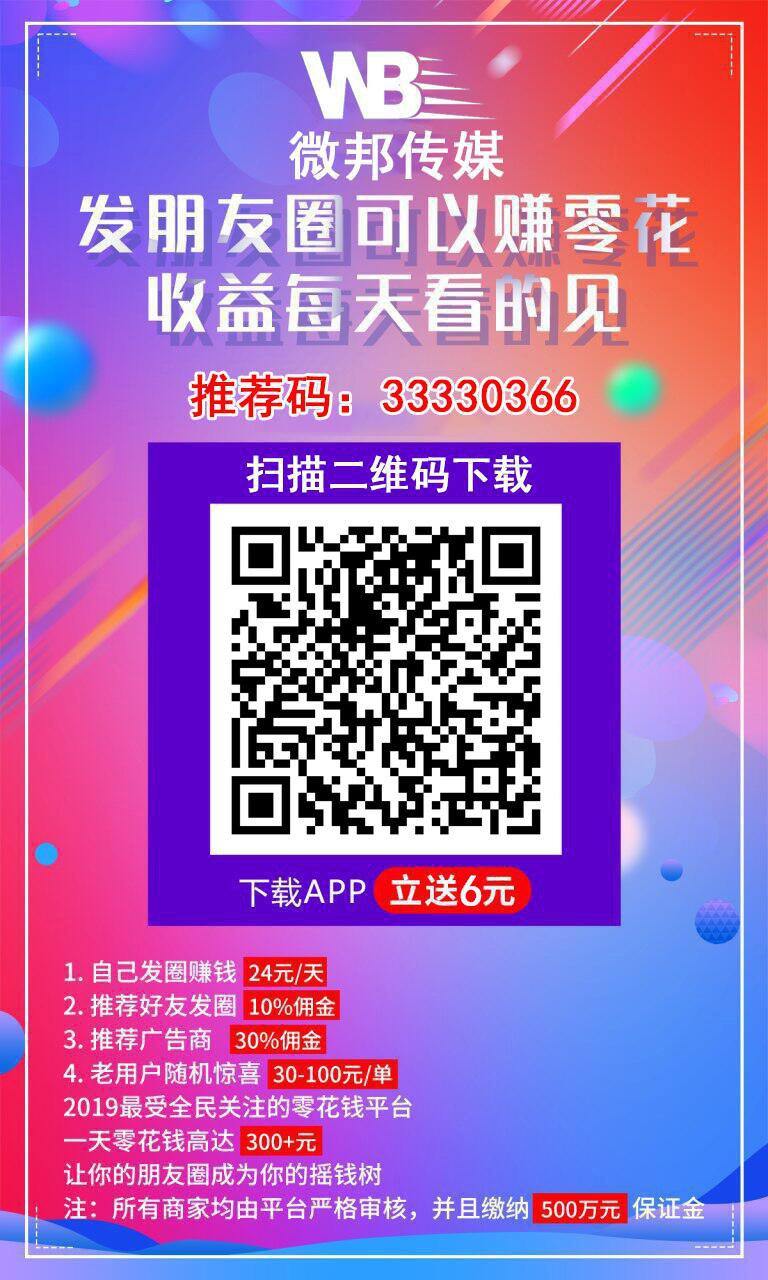 WB
微邦传媒
发朋友圈可以赚零花
收益每天看的见
推荐码：33330366
扫描二维码下载
下载APP 立送6元
1. 自己发圈赚钱 24元/天
2. 推荐好友发圈 10%佣金
3. 推荐广告商 30%佣金
4. 老用户随机惊喜 30-100元/单
2019最受全民关注的零花钱平台
一天零花钱高达 300+元
让你的朋友圈成为你的摇钱树
注：所有商家均由平台严格审核，并且缴纳 500万元 保证金